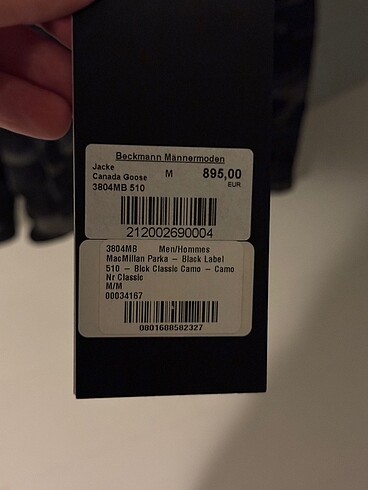 Beckmann Männermoden
Jacke
Canada Goose M 895,00
EUR
3804MB 510
212002690004
3804MB Men/Hommes
MacMillan Parka – Black Label
510 – Blck Classic Camo – Camo
Nr Classic
M/M
00034167
0801688582327